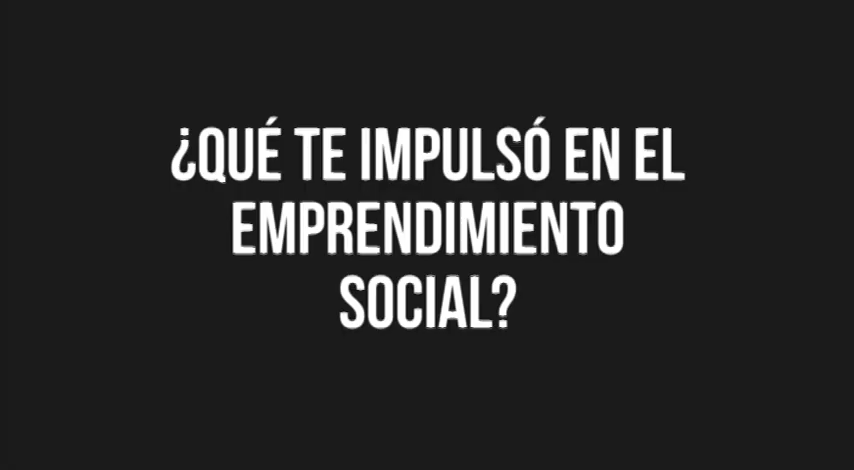 ¿QUÉ TE IMPULSÓ EN EL
EMPRENDIMIENTO
SOCIAL?